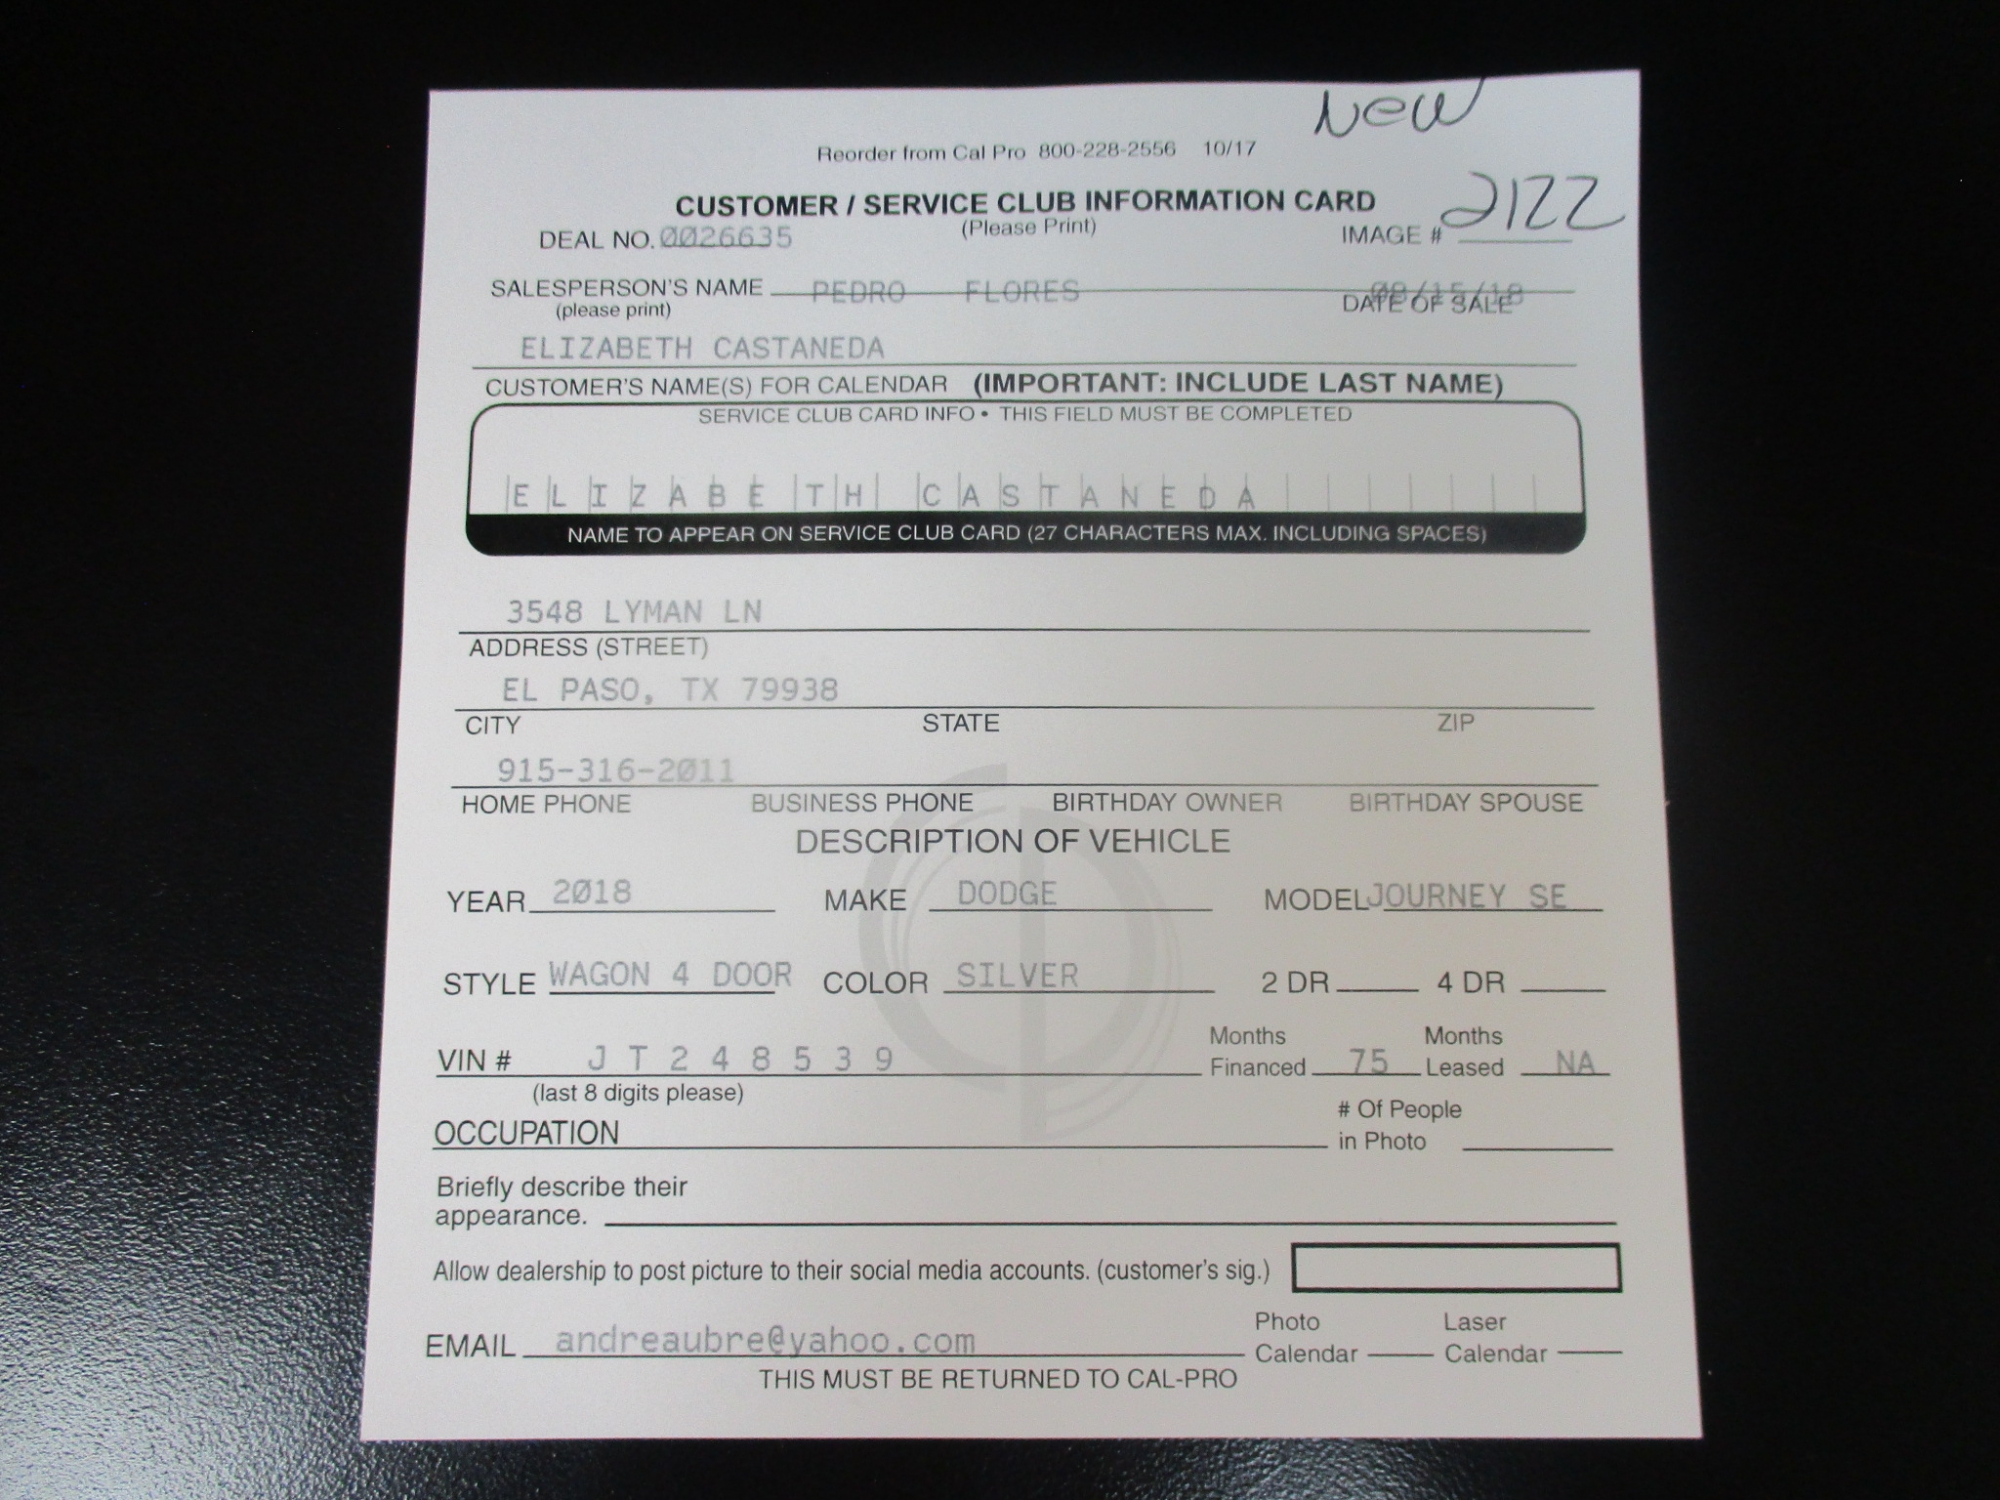 New
Reorder from Cal Pro 800-228-2556 10/17
CUSTOMER / SERVICE CLUB INFORMATION CARD
(Please Print)
DEAL NO. 0026635
IMAGE # 2122
SALESPERSON'S NAME PEDRO FLORES
(please print)
DATE OF SALE
ELIZABETH CASTANEDA
CUSTOMER'S NAME(S) FOR CALENDAR (IMPORTANT: INCLUDE LAST NAME)
SERVICE CLUB CARD INFO • THIS FIELD MUST BE COMPLETED
ELIZABETH CASTANEDA
NAME TO APPEAR ON SERVICE CLUB CARD (27 CHARACTERS MAX. INCLUDING SPACES)
3548 LYMAN LN
ADDRESS (STREET)
EL PASO, TX 79938
CITY STATE ZIP
915-316-2011
HOME PHONE BUSINESS PHONE BIRTHDAY OWNER BIRTHDAY SPOUSE
DESCRIPTION OF VEHICLE
YEAR 2018 MAKE DODGE MODEL JOURNEY SE
STYLE WAGON 4 DOOR COLOR SILVER 2 DR 4 DR
VIN # JT248539 Months Financed 75 Months Leased NA
(last 8 digits please)
OCCUPATION # Of People in Photo
Briefly describe their
appearance.
Allow dealership to post picture to their social media accounts. (customer's sig.)
EMAIL andreaubre@yahoo.com Photo Calendar Laser Calendar
THIS MUST BE RETURNED TO CAL-PRO